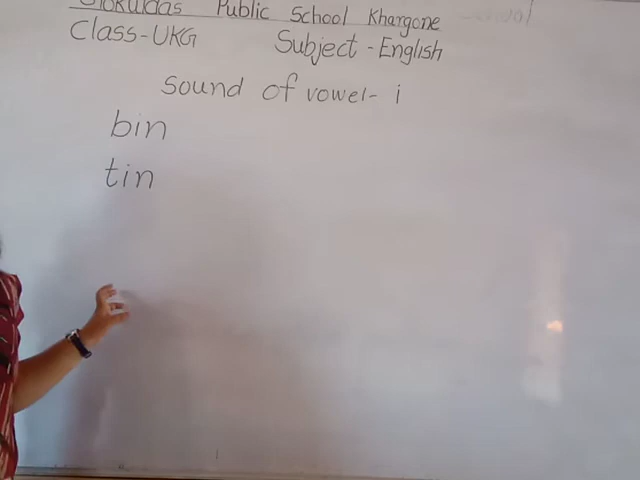 Public School Khargone
Class-UKG Subject - English
Sound of vowel- i
bin
tin